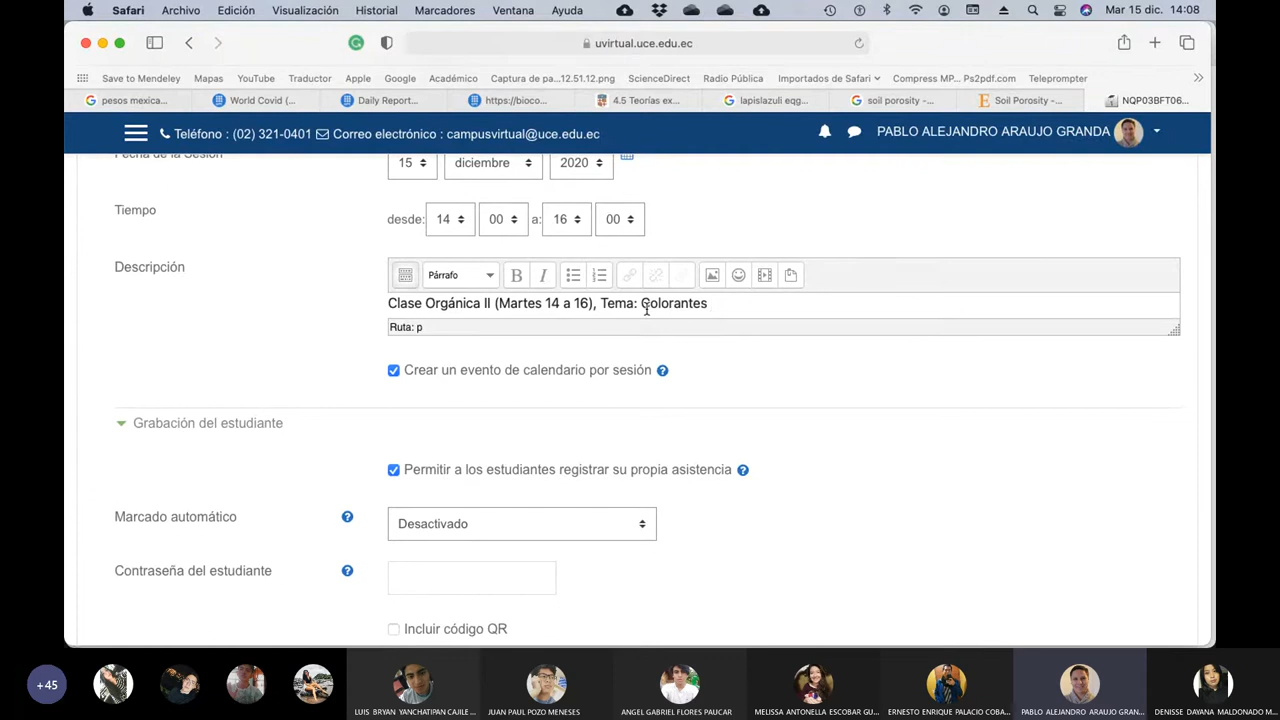 Safari Archivo Edición Visualización Historial Marcadores Ventana Ayuda Mar 15 dic. 14:08
uvirtual.uce.edu.ec
Save to Mendeley Mapas YouTube Traductor Apple Google Académico Captura de pa...12.51.12.png ScienceDirect Radio Pública Importados de Safari Compress MP... Ps2pdf.com Teleprompter
pesos mexica... World Covid (... Daily Report... https://bioco... 4.5 Teorías ex... lapislazuli eqg... soil porosity -... Soil Porosity -... NQP03BFT06...
Teléfono : (02) 321-0401 Correo electrónico : campusvirtual@uce.edu.ec PABLO ALEJANDRO ARAUJO GRANDA
Fecha de la Sesión 15 diciembre 2020
Tiempo desde: 14 00 a: 16 00
Descripción Párrafo B I
Clase Orgánica II (Martes 14 a 16), Tema: Colorantes
Ruta: p
Crear un evento de calendario por sesión
Grabación del estudiante
Permitir a los estudiantes registrar su propia asistencia
Marcado automático Desactivado
Contraseña del estudiante
Incluir código QR
+45
LUIS BRYAN YANCHATIPAN CAJILE... JUAN PAUL POZO MENESES ANGEL GABRIEL FLORES PAUCAR MELISSA ANTONELLA ESCOBAR GU... ERNESTO ENRIQUE PALACIO COBA... PABLO ALEJANDRO ARAUJO GRAN... DENISSE DAYANA MALDONADO M...